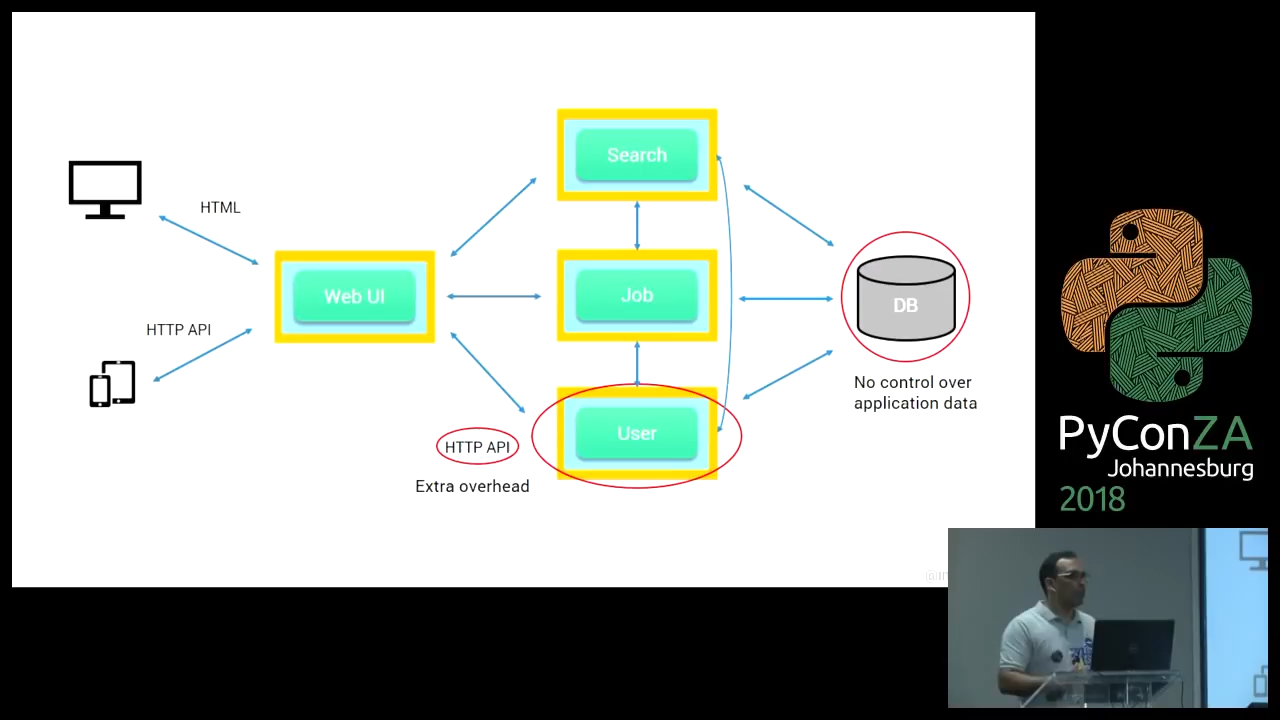 Search
HTML
Web UI
Job
DB
HTTP API
No control over
application data
User
HTTP API
Extra overhead
PyConZA
Johannesburg
2018